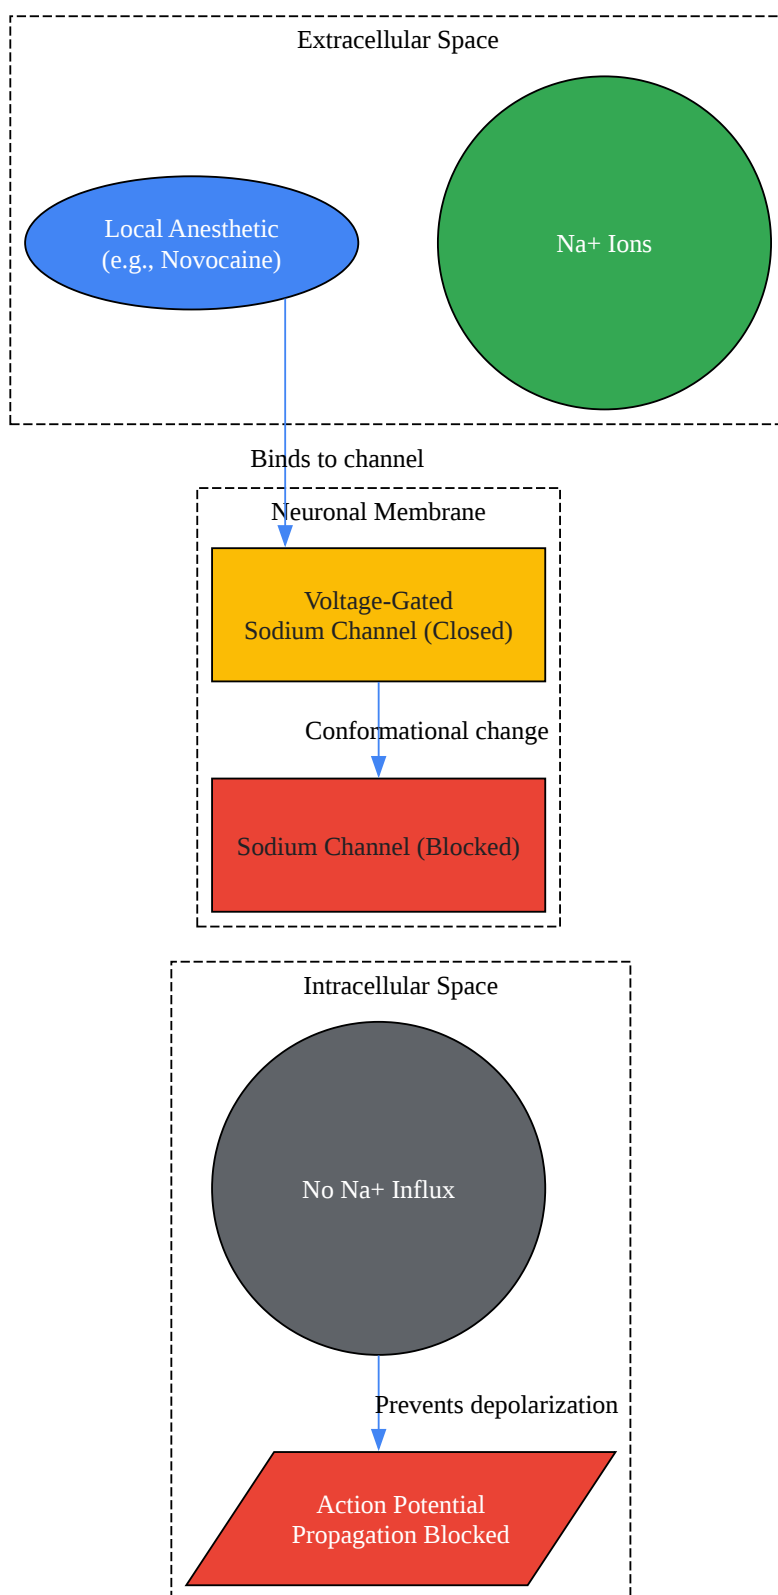 Extracellular Space
Local Anesthetic
(e.g., Novocaine)
Na+ Ions
Binds to channel
Neuronal Membrane
Voltage-Gated
Sodium Channel (Closed)
Conformational change
Sodium Channel (Blocked)
Intracellular Space
No Na+ Influx
Prevents depolarization
Action Potential
Propagation Blocked